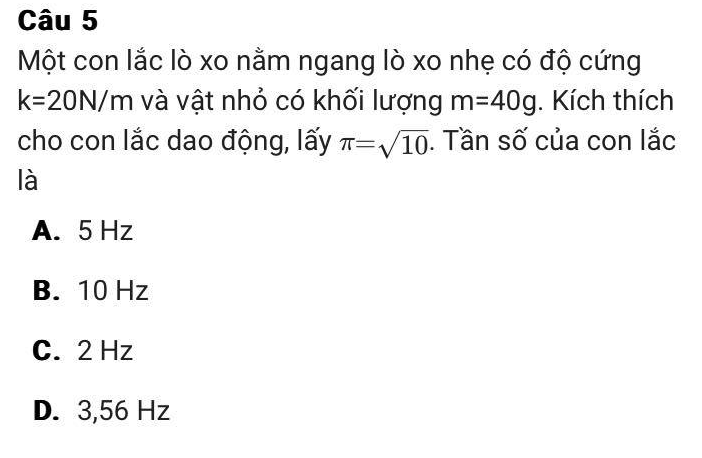 Câu 5
Một con lắc lò xo nằm ngang lò xo nhẹ có độ cứng
k=20N/m và vật nhỏ có khối lượng m=40g. Kích thích
cho con lắc dao động, lấy π=√10. Tần số của con lắc
là
A. 5 Hz
B. 10 Hz
C. 2 Hz
D. 3,56 Hz